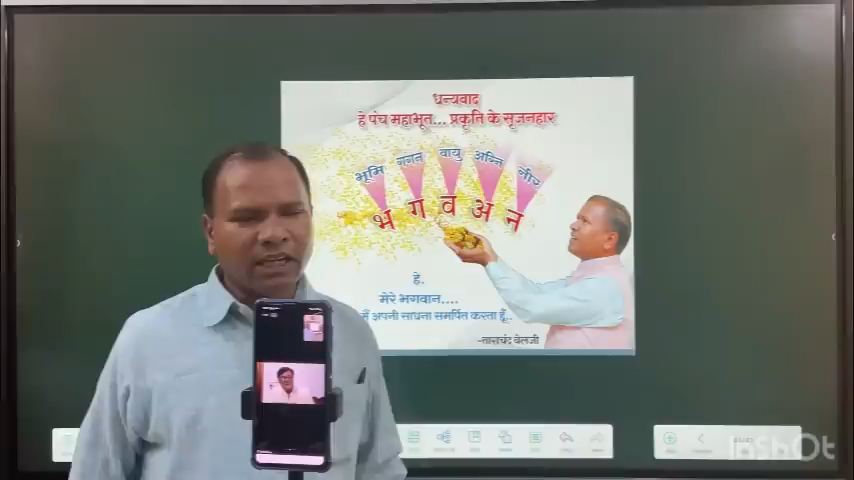 धन्यवाद
हे पंच महाभूत... प्रकृति के सृजनहार
भूमि गगन वायु अग्नि नीर
भ ग व अ न
हे.
मेरे भगवान....
मैं अपनी साधना समर्पित करता हूँ..
-ताराचंद बेलजी
InShOt